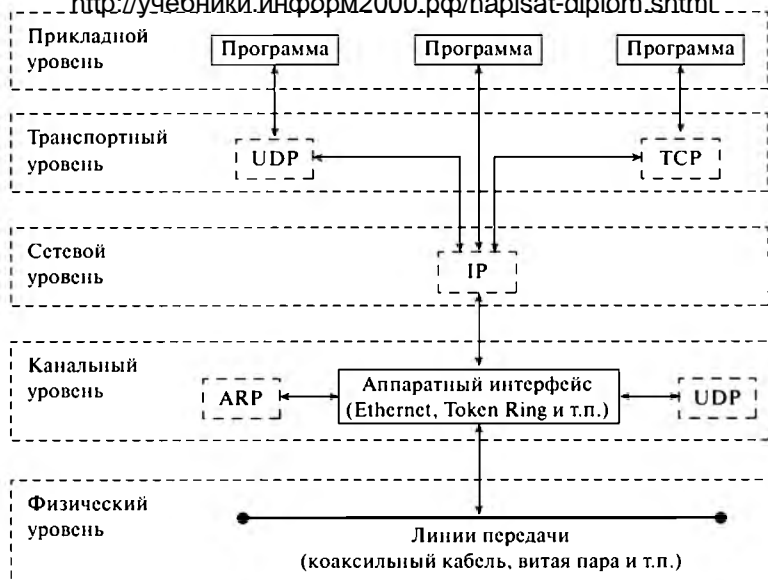 http://учебники.информ2000.рф/napisat-diplom.shtml
Прикладной
уровень
Программа
Программа
Программа
Транспортный
уровень
UDP
TCP
Сетевой
уровень
IP
Канальный
уровень
ARP
Аппаратный интерфейс
(Ethernet, Token Ring и т.п.)
UDP
Физический
уровень
Линии передачи
(коаксильный кабель, витая пара и т.п.)